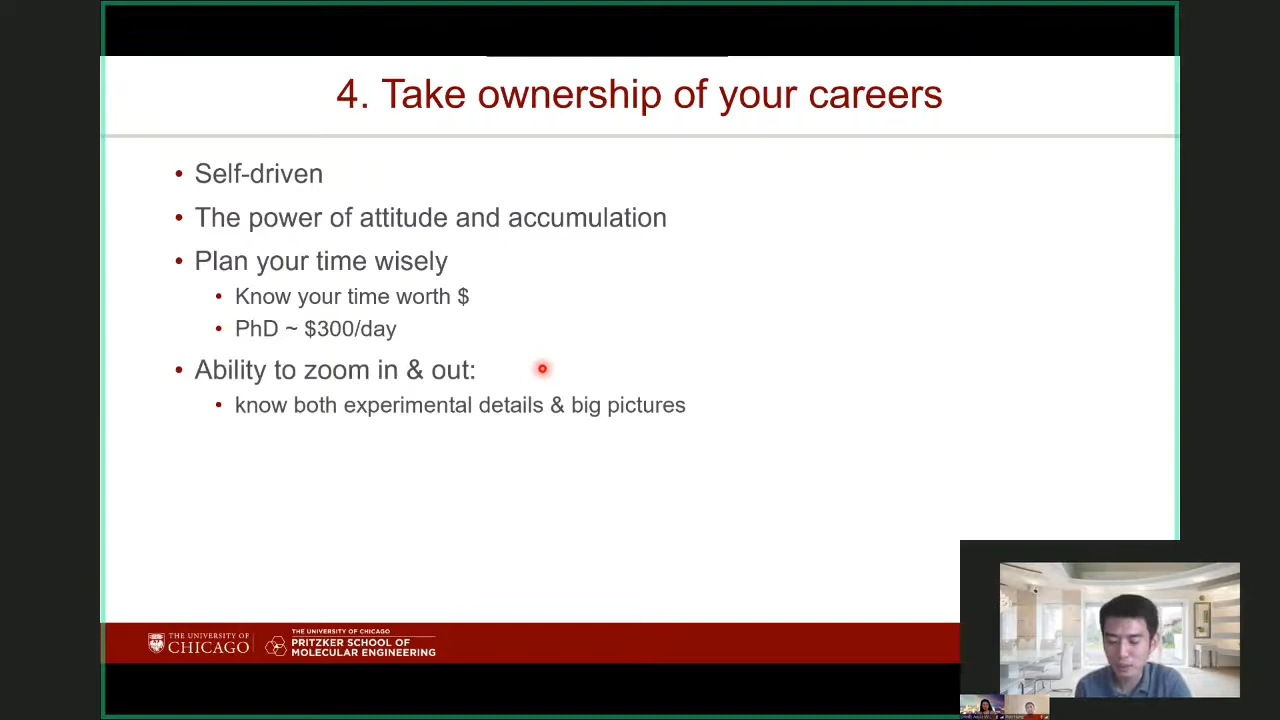 4. Take ownership of your careers
• Self-driven
• The power of attitude and accumulation
• Plan your time wisely
• Know your time worth $
• PhD ~ $300/day
• Ability to zoom in & out:
• know both experimental details & big pictures
THE UNIVERSITY OF
CHICAGO
THE UNIVERSITY OF CHICAGO
PRITZKER SCHOOL OF
MOLECULAR ENGINEERING